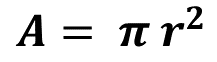 A = π r²